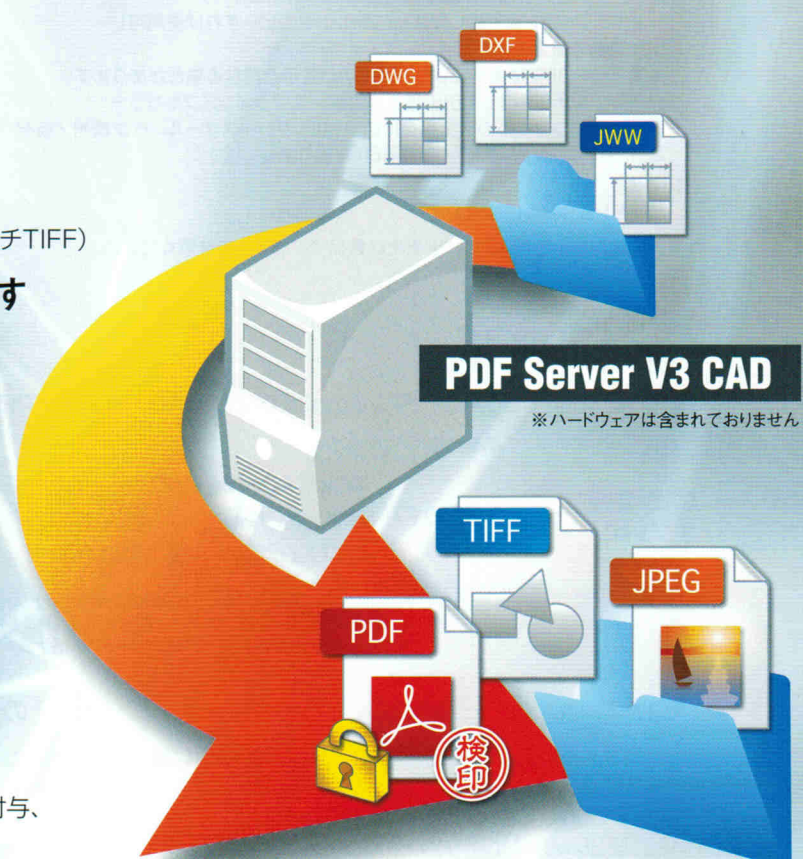 DXF
DWG
JWW
チTIFF)
す
PDF Server V3 CAD
※ハードウェアは含まれておりません
TIFF
JPEG
PDF
検
印
付与、